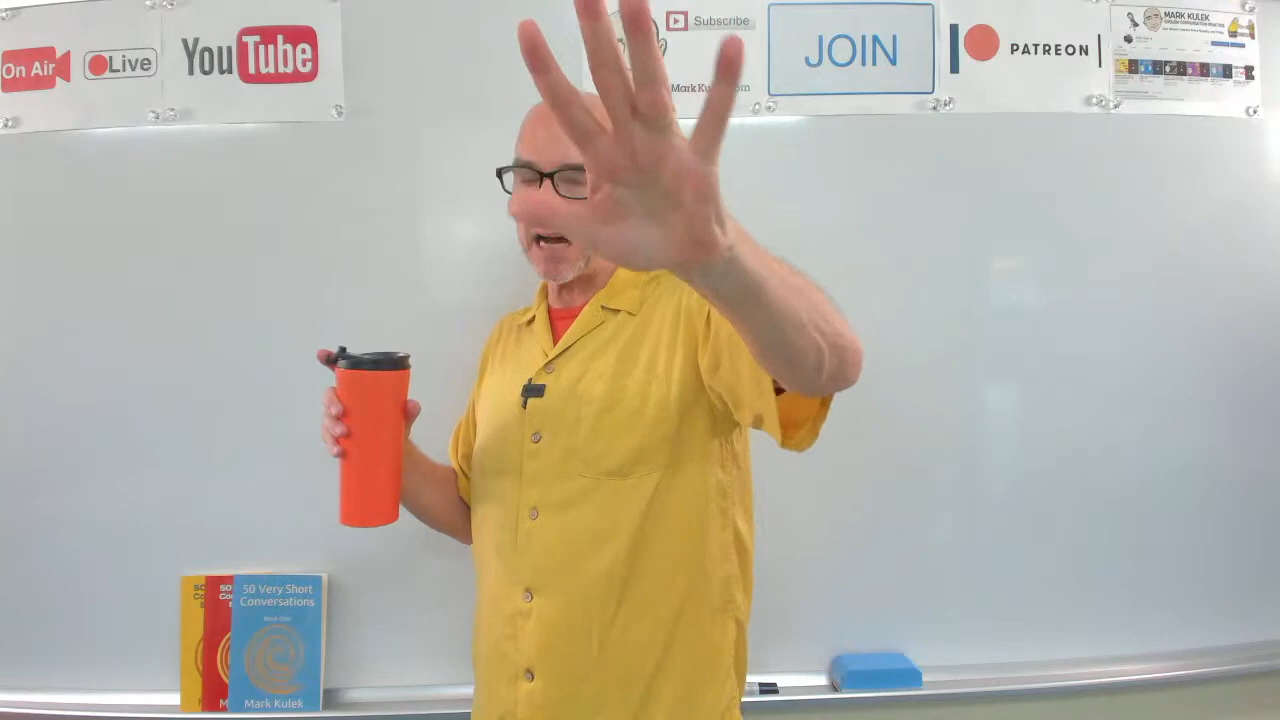 On Air
Live
YouTube
Subscribe
JOIN
PATREON
MARK KULEK
50 Very Short
Conversations
Mark Kulek